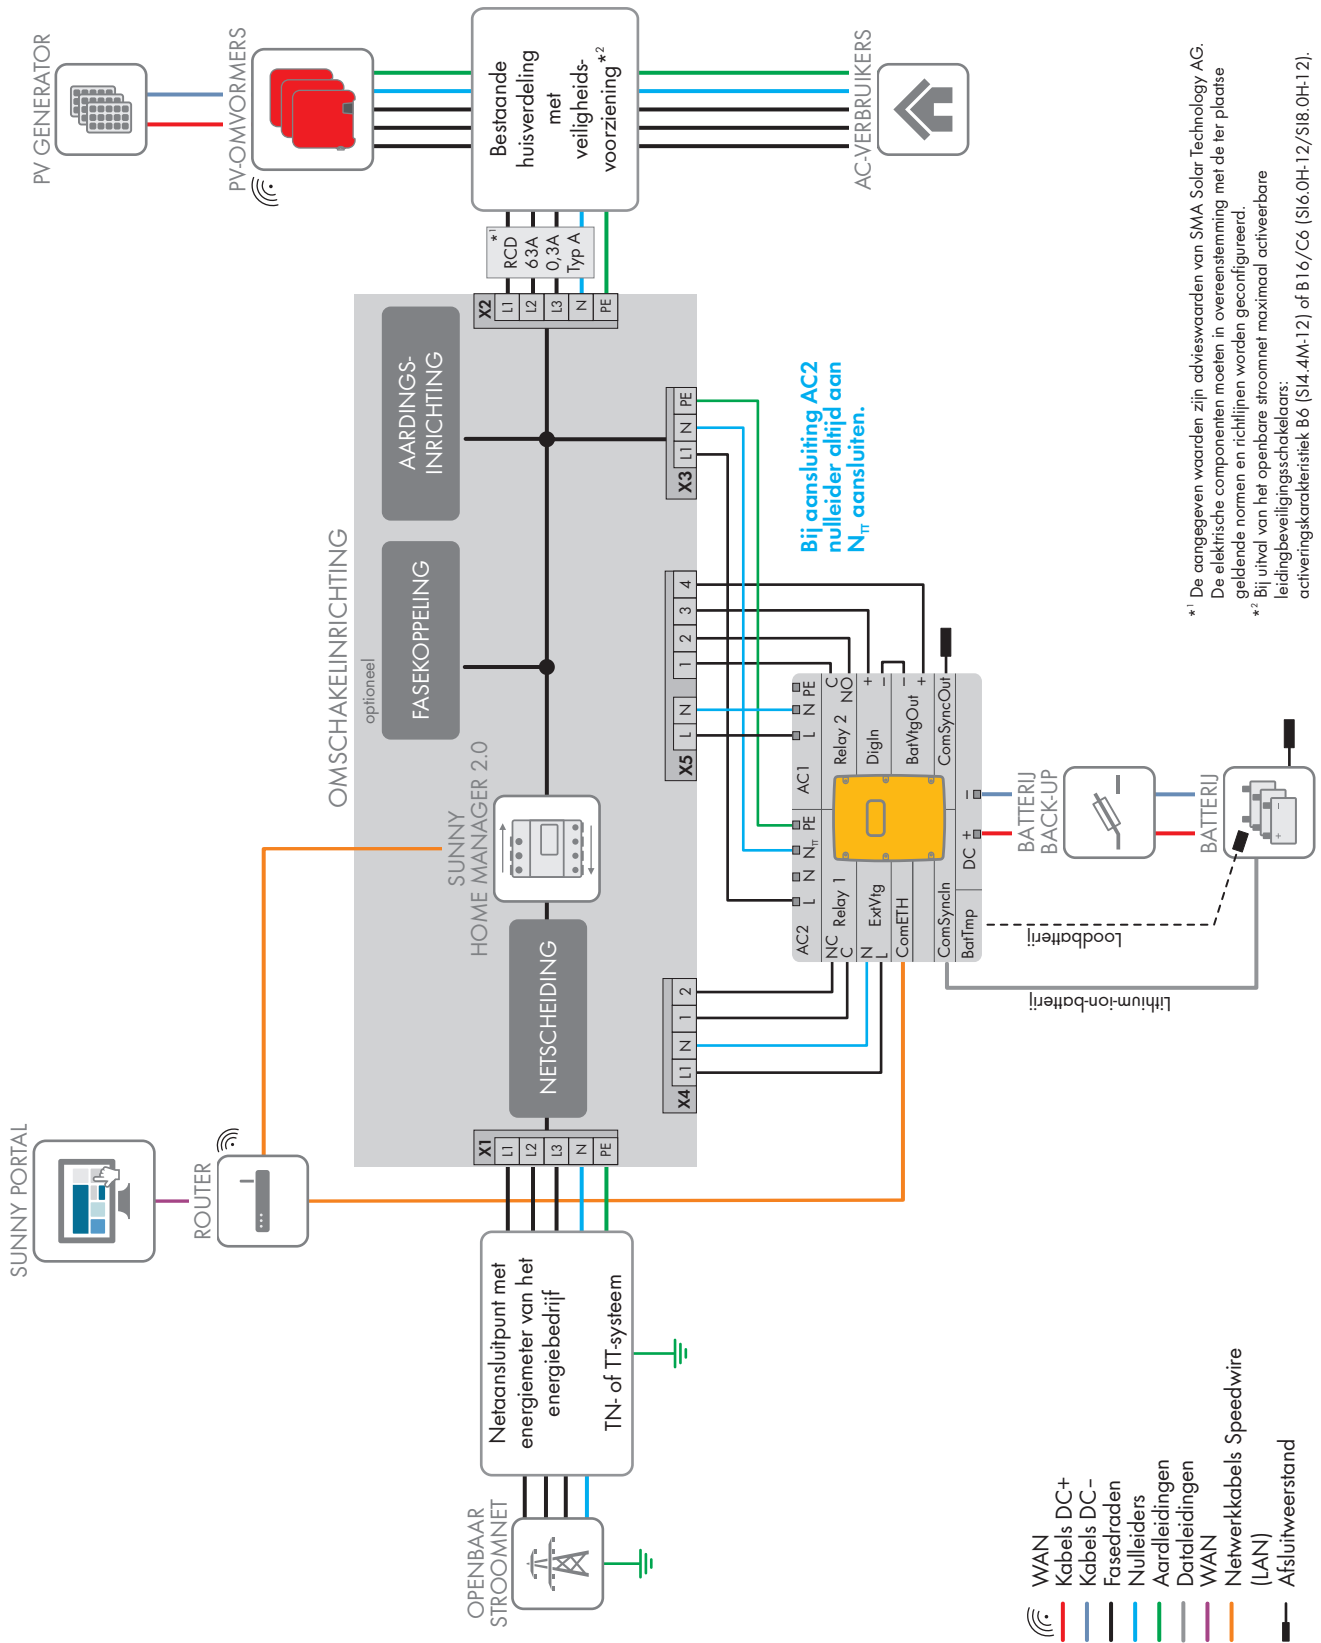 SUNNY PORTAL
ROUTER
OPENBAAR
STROOMNET
Netaansluitpunt met
energiemeter van het
energiebedrijf
TN- of TT-systeem
OMSCHAKELINRICHTING
X1
L1
L2
L3
N
PE
NETSCHEIDING
SUNNY
HOME MANAGER 2.0
optioneel
FASEKOPPELING
AARDINGS-
INRICHTING
X2
L1
L2
L3
N
PE
RCD *1
63A
0,3A
Typ A
PV GENERATOR
PV-OMVORMERS
Bestaande
huisverdeling
met
veiligheids-
voorziening*2
AC-VERBRUIKERS
X4
L1
N
1
2
X5
L
N
1
2
3
4
X3
L1
N
PE
Bij aansluiting AC2
nulleider altijd aan
NTT aansluiten.
AC2
L
N
NTT
PE
AC1
L
N
PE
NC
C
Relay 1
Relay 2
C
NO
N
L
ExtVtg
DigIn
+
−
ComETH
BatVtgOut
−
+
ComSyncIn
ComSyncOut
BatTmp
DC
+
−
BATTERIJ
BACK-UP
BATTERIJ
Loodbatterij
Lithium-ion-batterij
WAN
Kabels DC+
Kabels DC−
Fasedraden
Nulleiders
Aardleidingen
Dataleidingen
WAN
Netwerkkabels Speedwire
(LAN)
Afsluitweerstand
*1 De aangegeven waarden zijn advieswaarden van SMA Solar Technology AG.
De elektrische componenten moeten in overeenstemming met de ter plaatse
geldende normen en richtlijnen worden geconfigureerd.
*2 Bij uitval van het openbare stroomnet maximaal activeerbare
leidingbeveiligingsschakelaars:
activeringskarakteristiek B6 (SI4.4M-12) of B16/C6 (SI6.0H-12/SI8.0H-12).